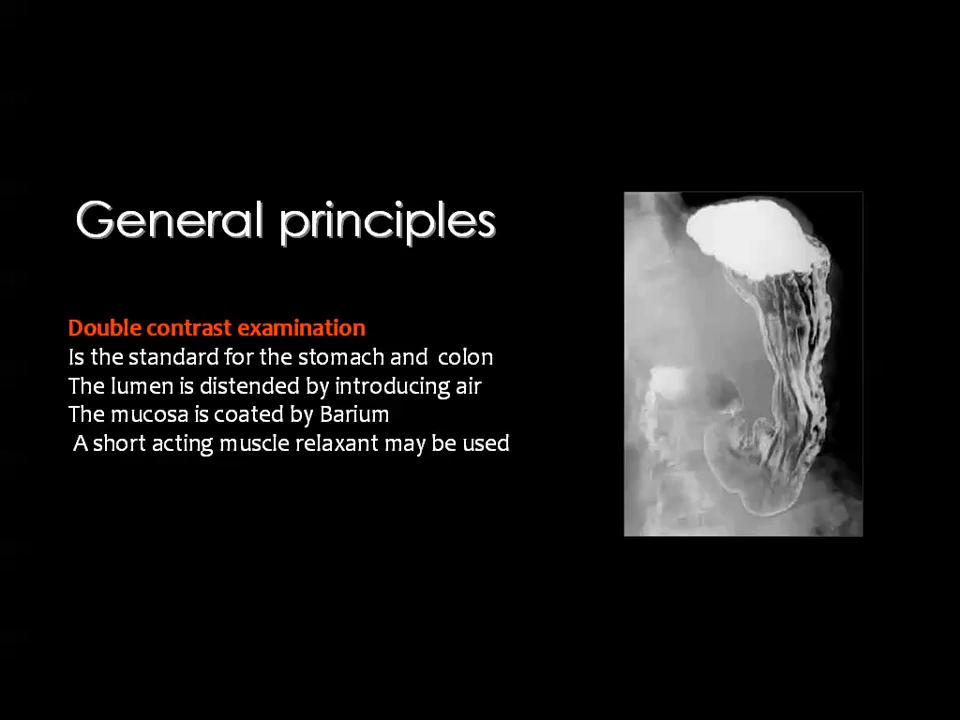 General principles
Double contrast examination
Is the standard for the stomach and colon
The lumen is distended by introducing air
The mucosa is coated by Barium
A short acting muscle relaxant may be used